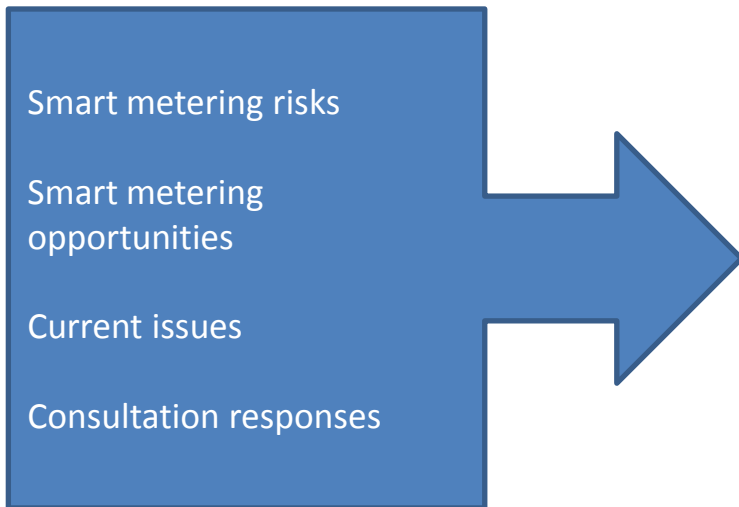 Smart metering risks
Smart metering
opportunities
Current issues
Consultation responses